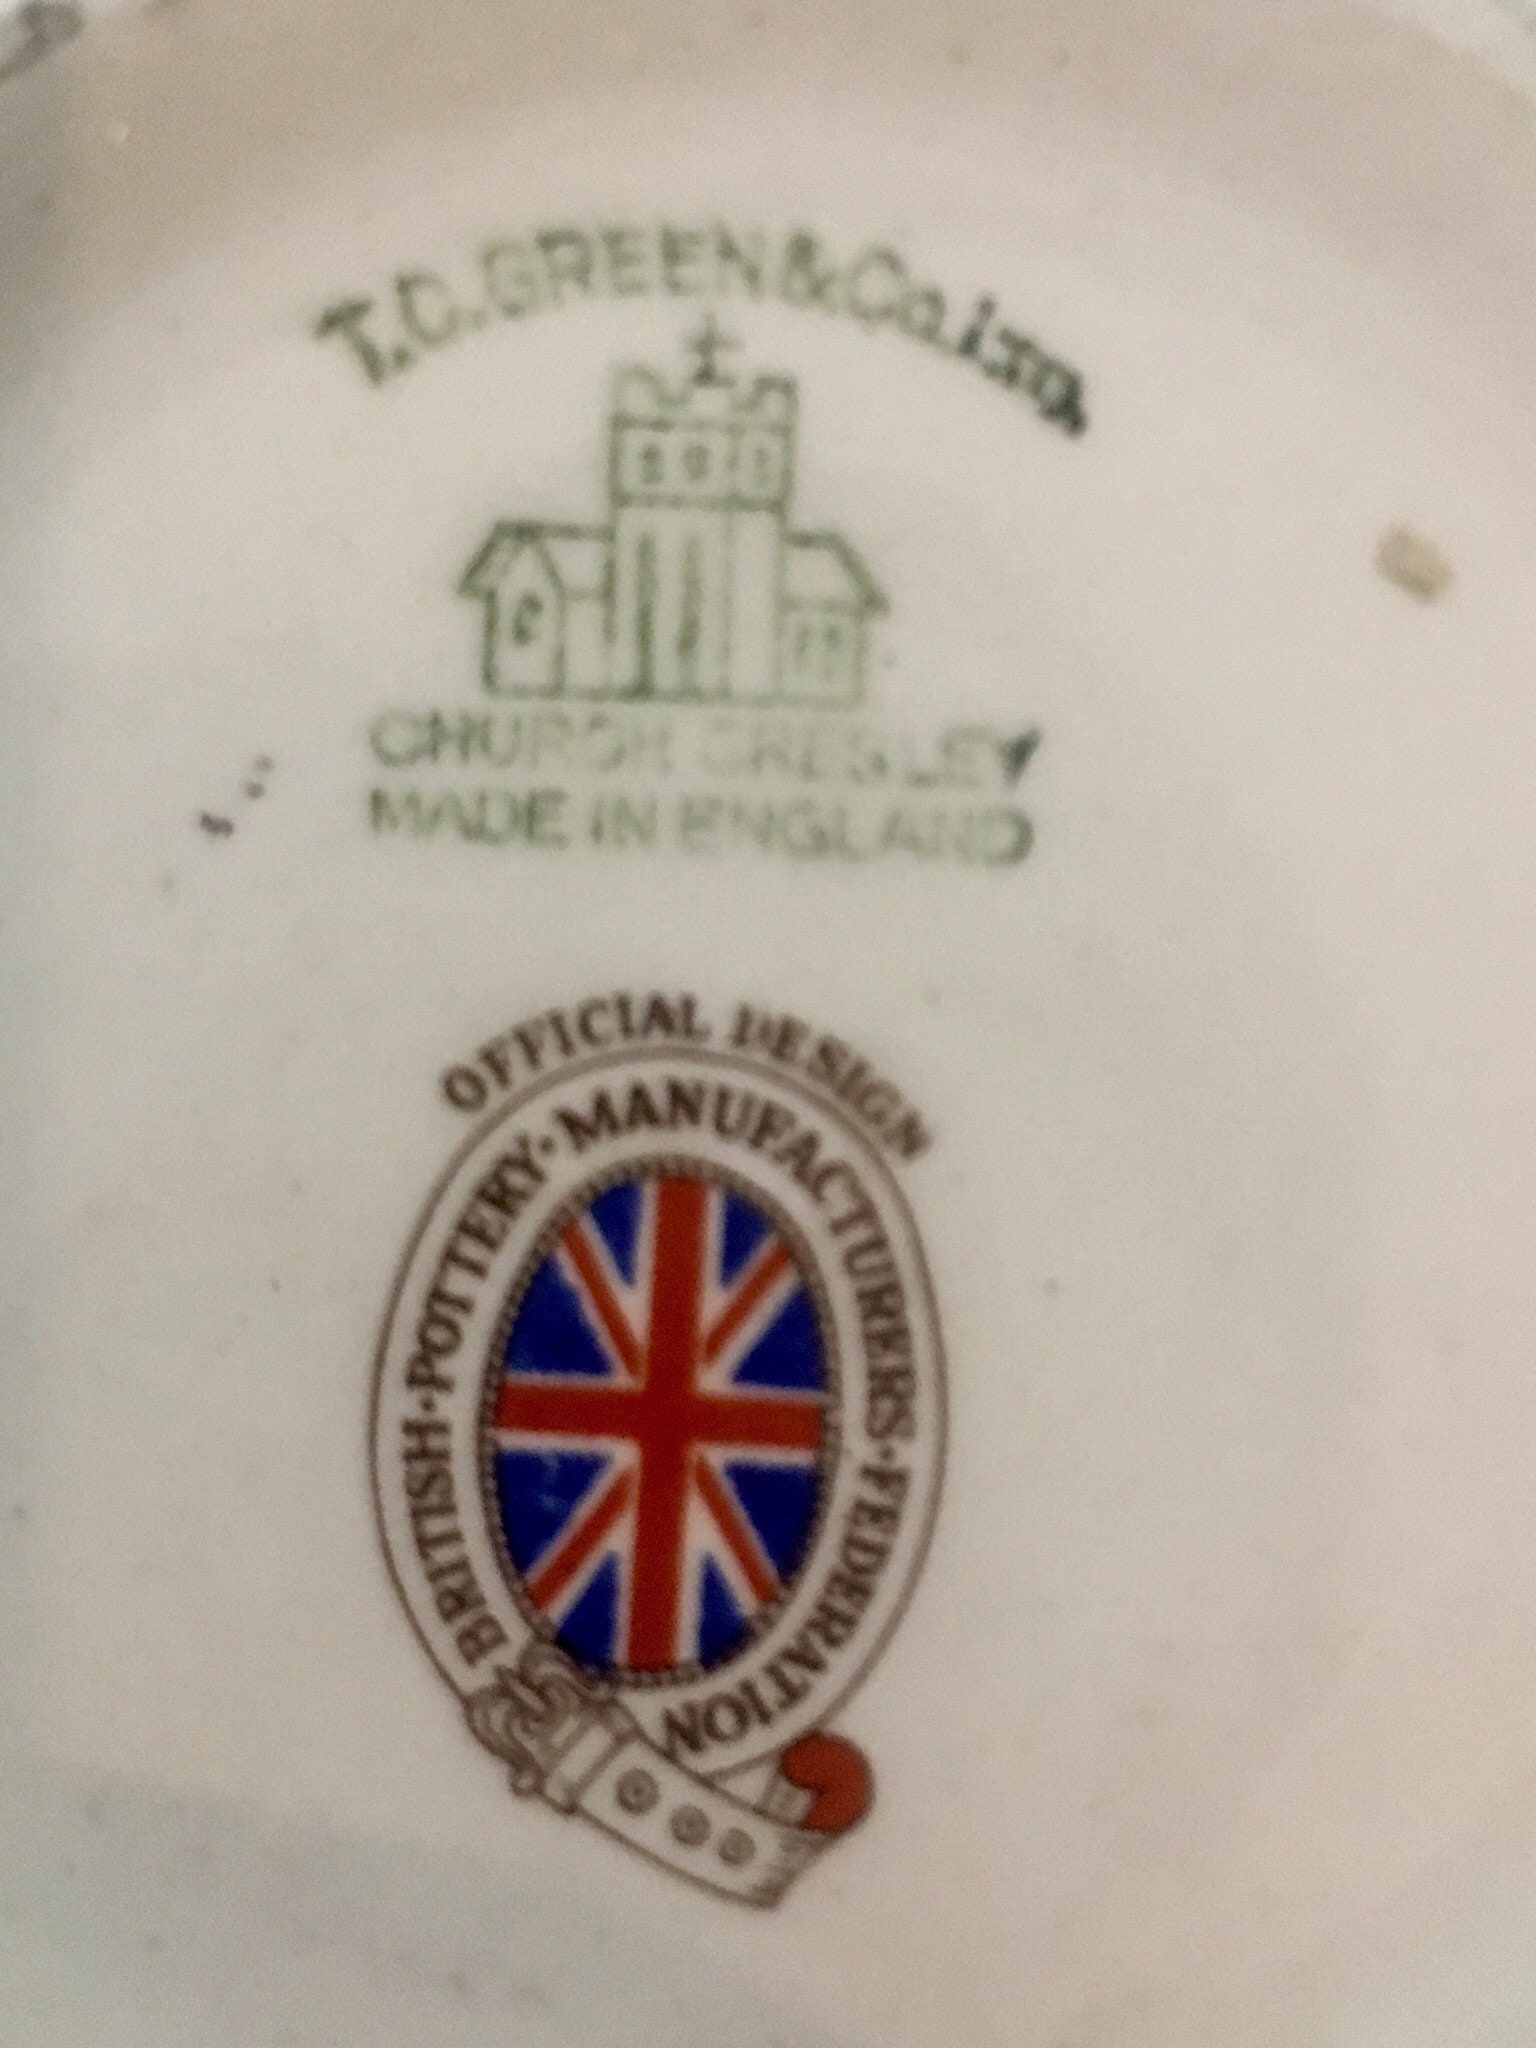 T.C. GREEN & Co. LTD.
CHURCH GRESLEY
MADE IN ENGLAND
OFFICIAL DESIGN
BRITISH · POTTERY · MANUFACTURERS · FEDERATION